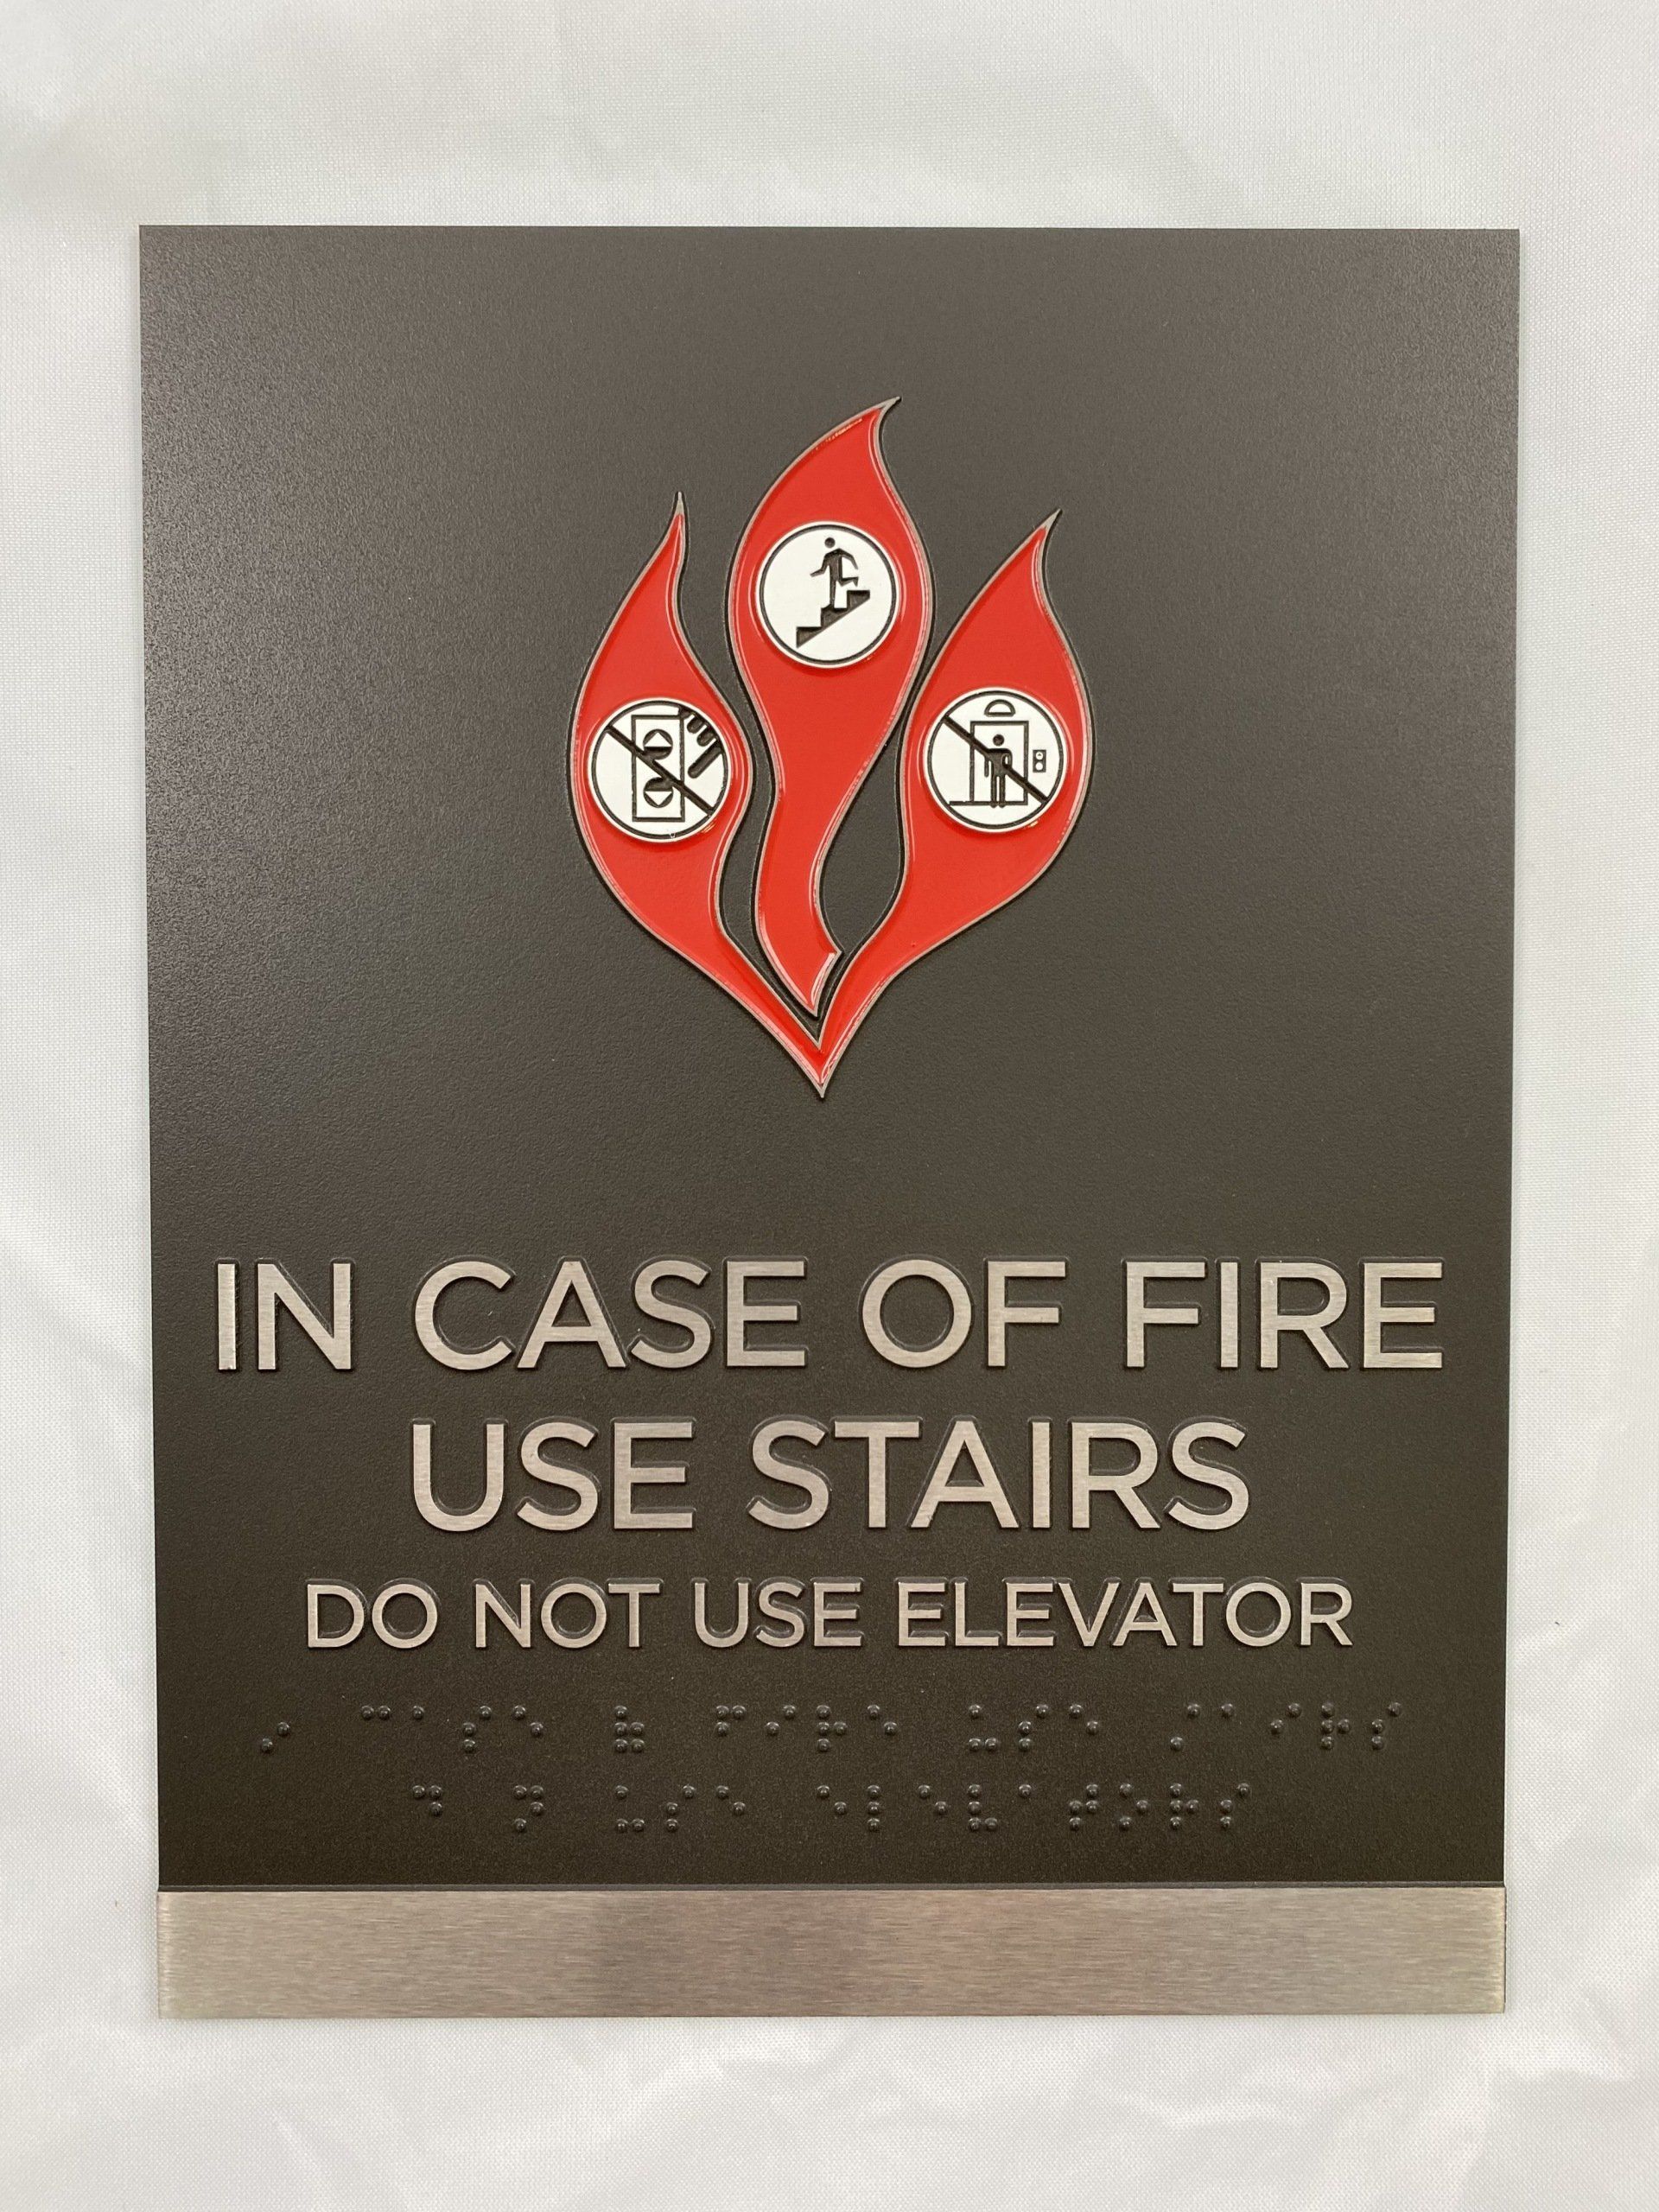 IN CASE OF FIRE
USE STAIRS
DO NOT USE ELEVATOR